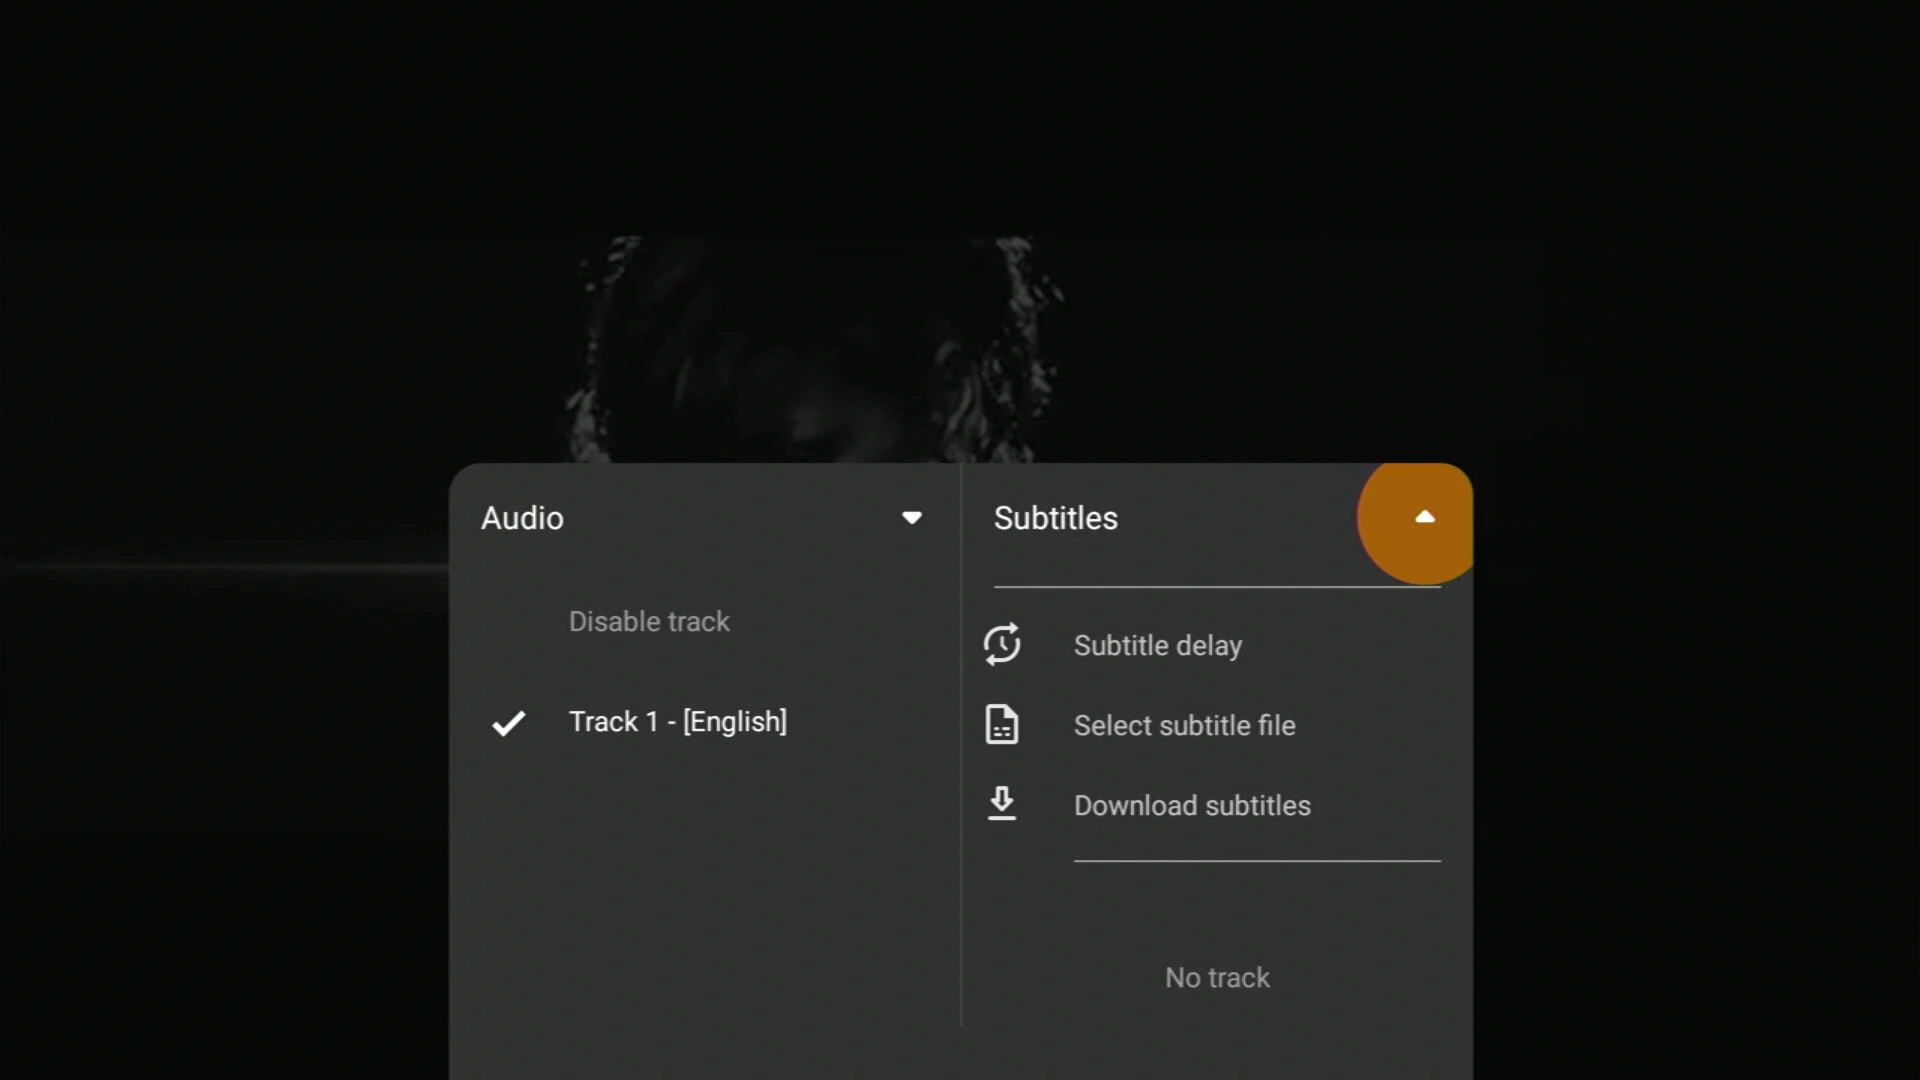 Audio
Disable track
Track 1 - [English]
Subtitles
Subtitle delay
Select subtitle file
Download subtitles
No track